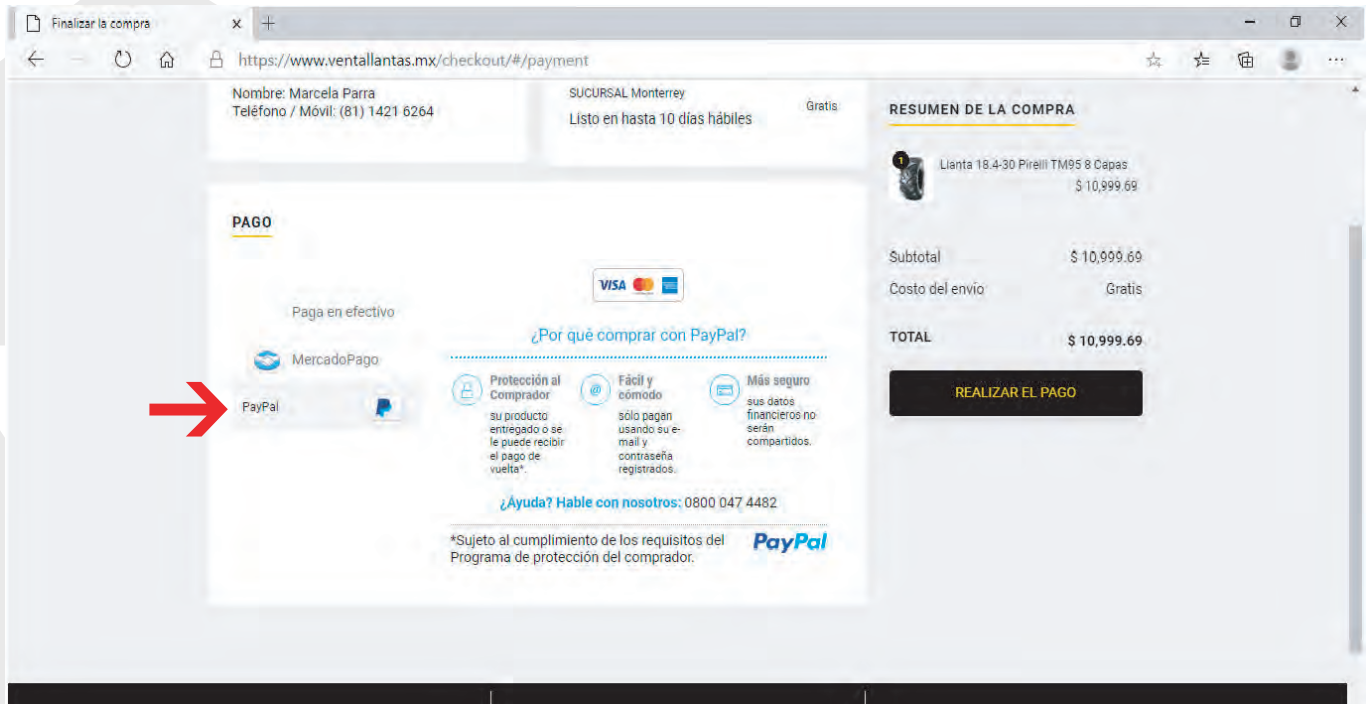 Finalizar la compra
https://www.ventallantas.mx/checkout/#/payment
Nombre: Marcela Parra
Teléfono / Móvil: (81) 1421 6264
SUCURSAL Monterrey
Listo en hasta 10 días hábiles
Gratis
PAGO
Paga en efectivo
MercadoPago
PayPal
VISA
¿Por qué comprar con PayPal?
Protección al
Comprador
su producto
entregado o se
le puede recibir
el pago de
vuelta*.
Fácil y
cómodo
sólo pagan
usando su e-
mail y
contraseña
registrados.
Más seguro
sus datos
financieros no
serán
compartidos.
¿Ayuda? Hable con nosotros: 0800 047 4482
*Sujeto al cumplimiento de los requisitos del
Programa de protección del comprador.
PayPal
RESUMEN DE LA COMPRA
1
Llanta 18.4-30 Pirelli TM95 8 Capas
$ 10,999.69
Subtotal $ 10,999.69
Costo del envío Gratis
TOTAL $ 10,999.69
REALIZAR EL PAGO